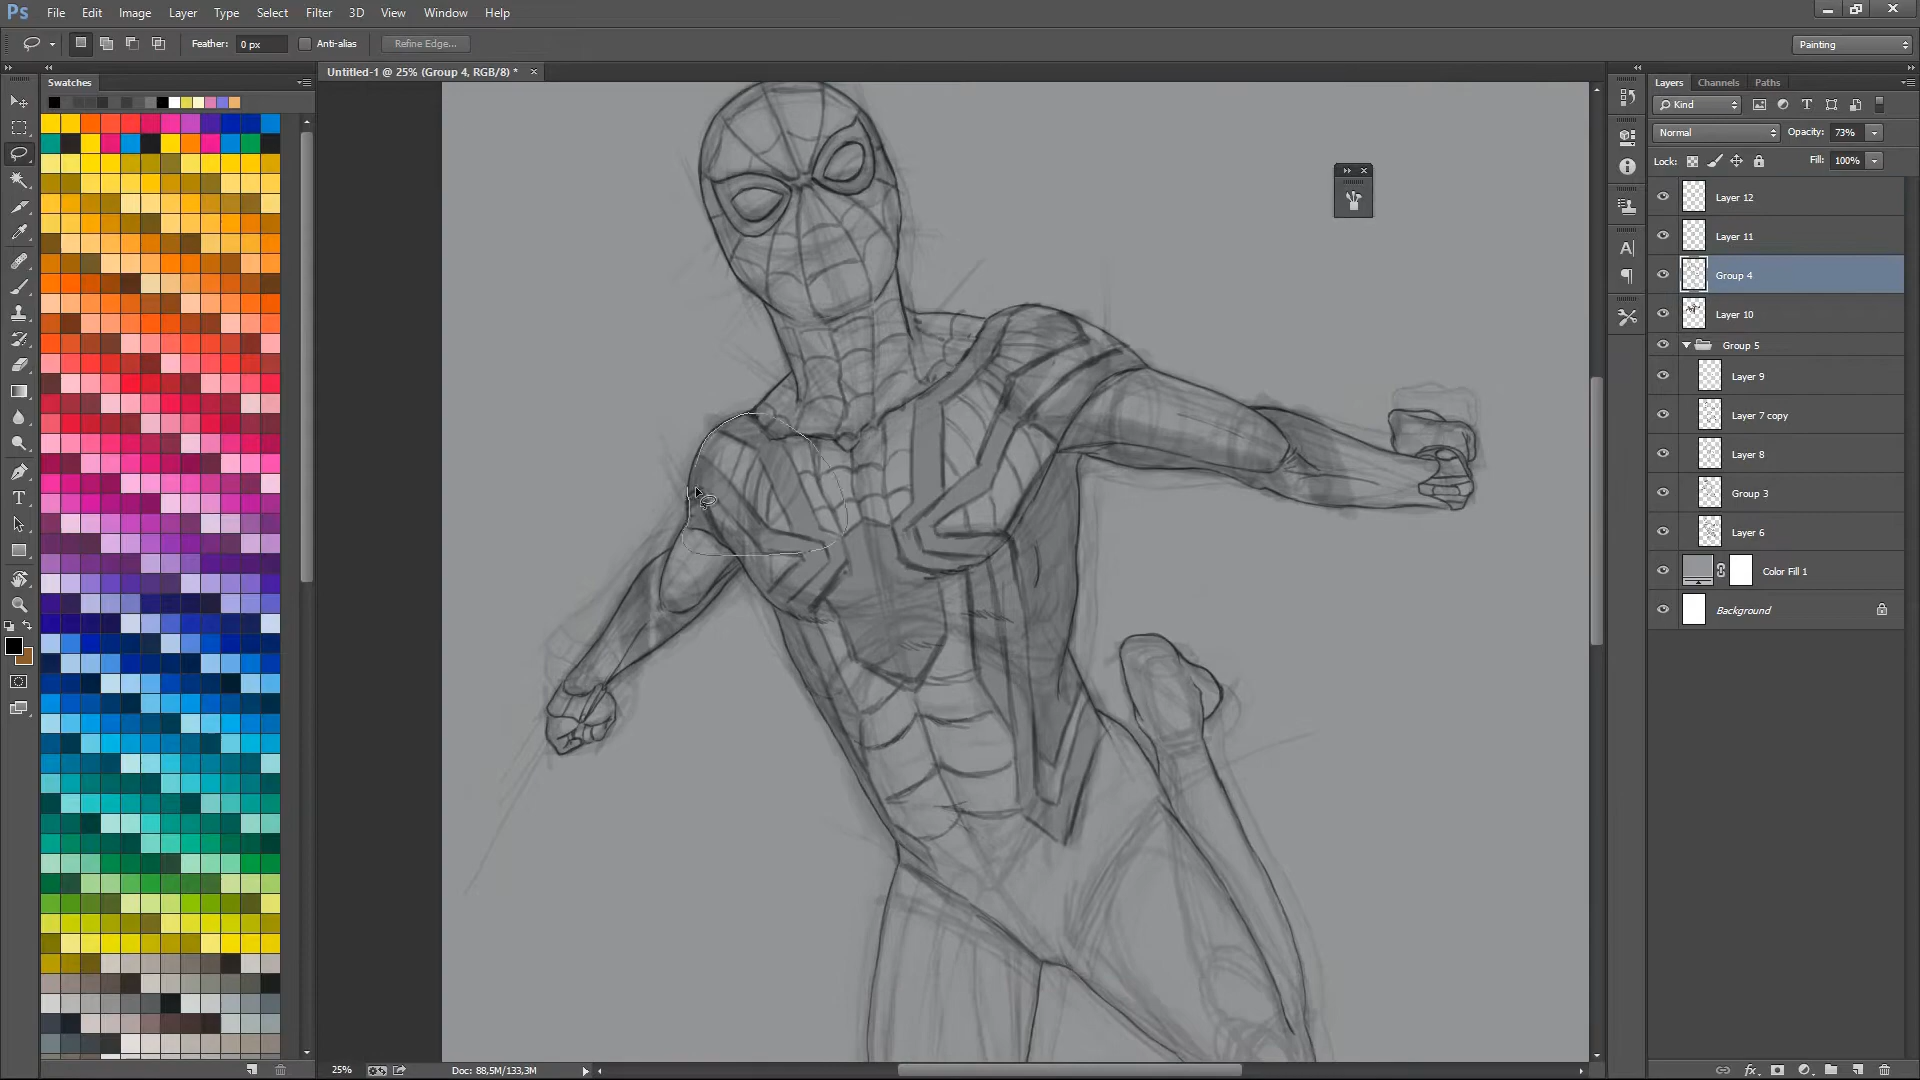 Ps File Edit Image Layer Type Select Filter 3D View Window Help
Feather: 0 px Anti-alias Refine Edge... Painting
Swatches
Untitled-1 @ 25% (Group 4, RGB/8) * ×
Layers Channels Paths
Kind
Normal Opacity: 73%
Lock: Fill: 100%
Layer 12
Layer 11
Group 4
Layer 10
Group 5
Layer 9
Layer 7 copy
Layer 8
Group 3
Layer 6
Color Fill 1
Background
25% Doc: 88,5M/133,3M